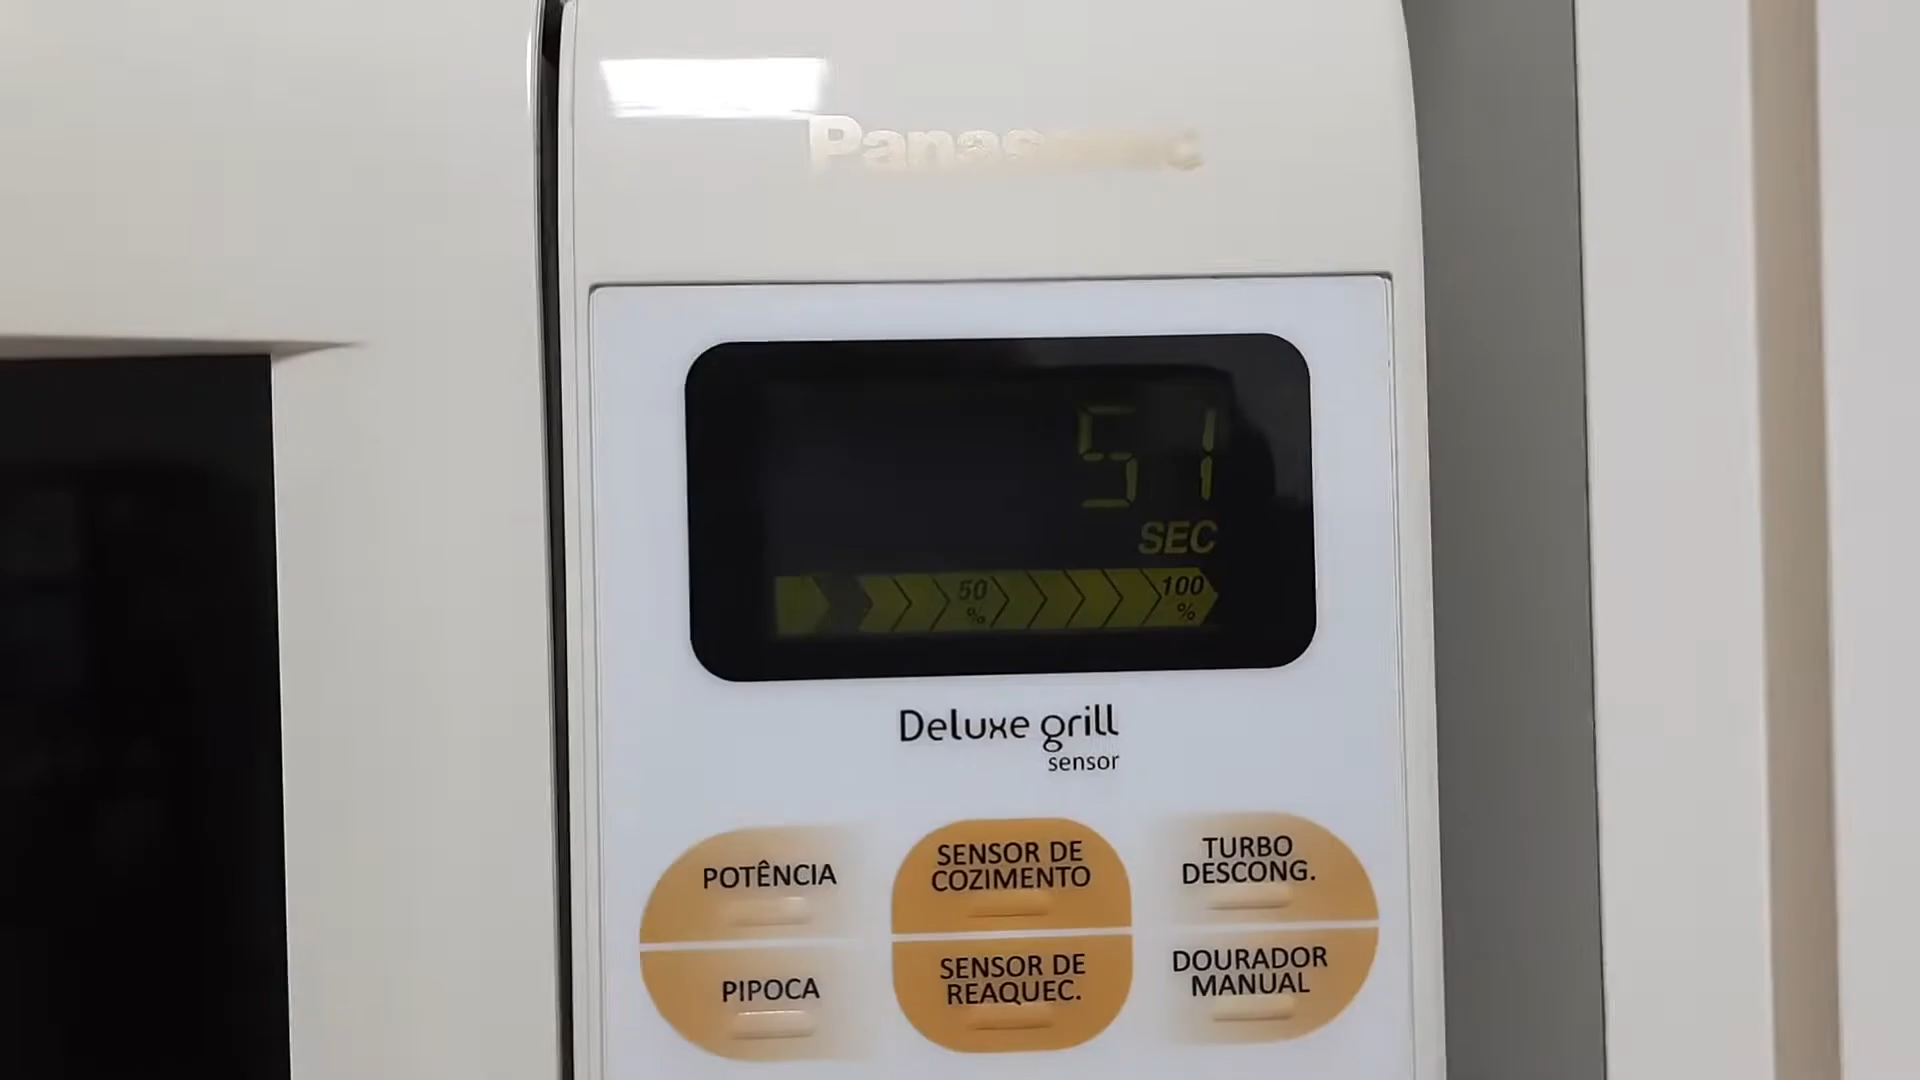 Panasonic
51
SEC
50 % 100 %
Deluxe grill
sensor
POTÊNCIA
SENSOR DE
COZIMENTO
TURBO
DESCONG.
PIPOCA
SENSOR DE
REAQUEC.
DOURADOR
MANUAL